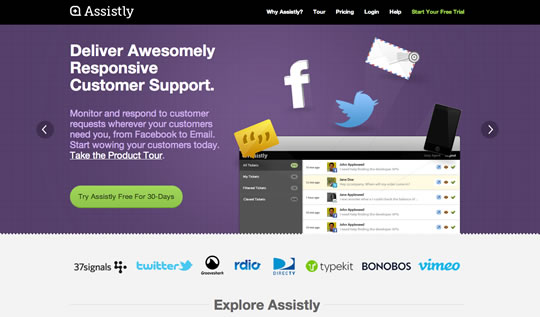 Assistly
Why Assistly? Tour Pricing Login Help Start Your Free Trial
Deliver Awesomely
Responsive
Customer Support.
Monitor and respond to customer
requests wherever your customers
need you, from Facebook to Email.
Start wowing your customers today.
Take the Product Tour.
Try Assistly Free For 30-Days
All Tickets
My Tickets
Filtered Tickets
Closed Tickets
John Appleseed
Jane Doe
John Appleseed
John Appleseed
37signals twitter Grooveshark rdio DIRECTV typekit BONOBOS vimeo
Explore Assistly